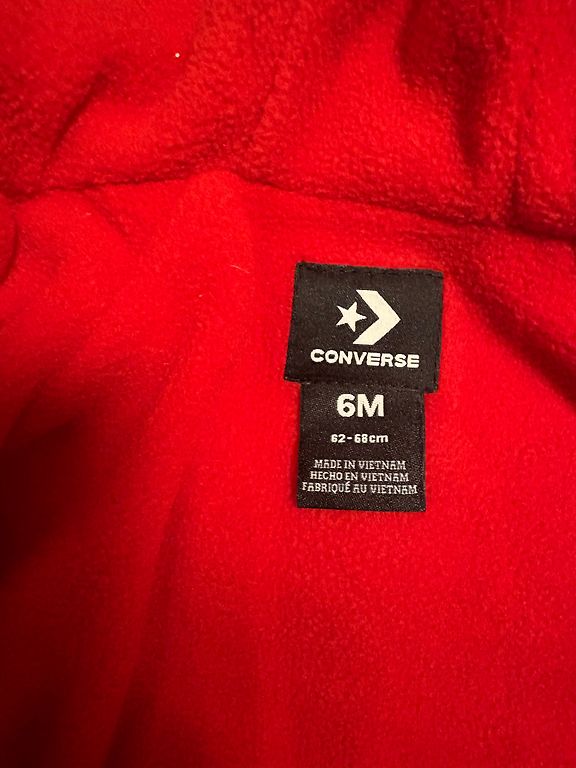 CONVERSE
6M
62-68cm
MADE IN VIETNAM
HECHO EN VIETNAM
FABRIQUÉ AU VIETNAM